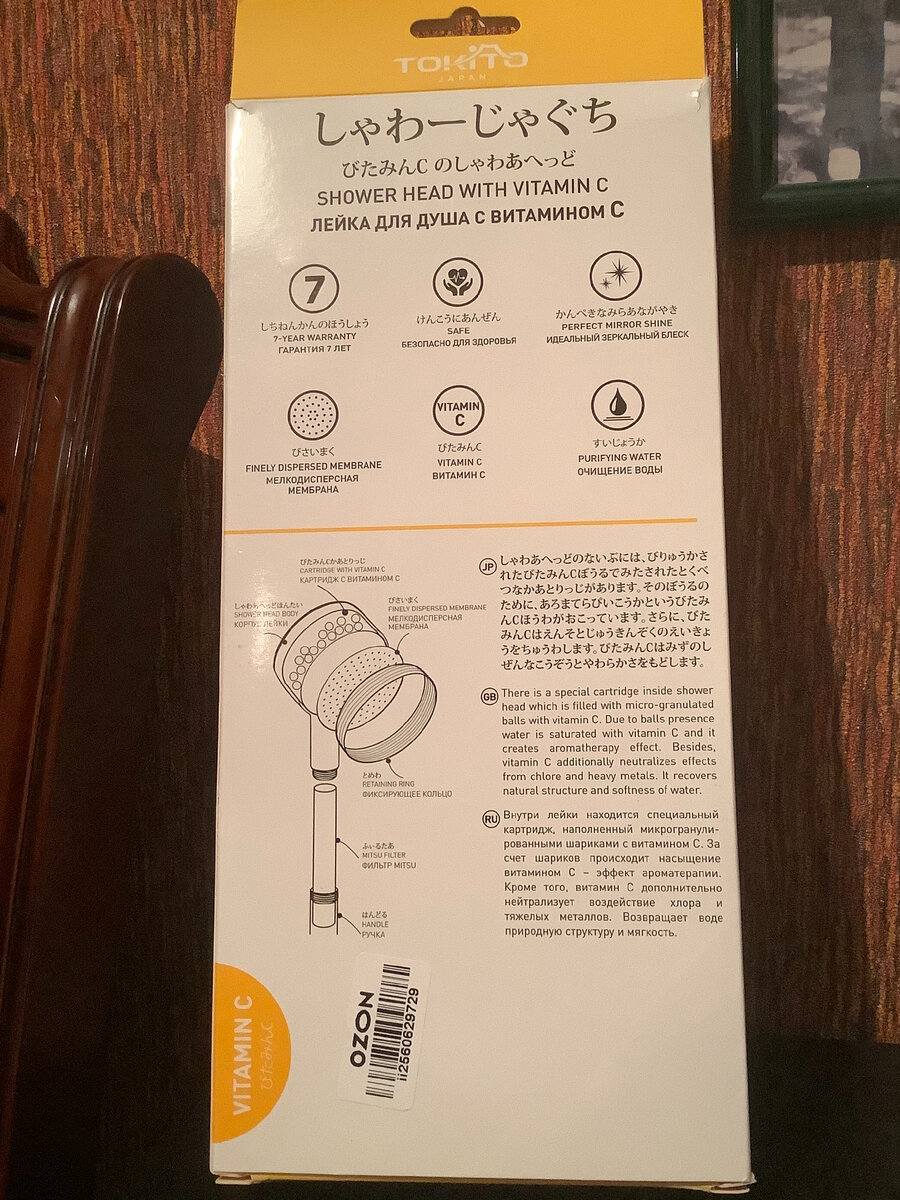 TOKITO
JAPAN
しゃわーじゃぐち
びたみんC のしゃわあへっど
SHOWER HEAD WITH VITAMIN C
ЛЕЙКА ДЛЯ ДУША С ВИТАМИНОМ С
7
しちねんかんのほうしょう
7-YEAR WARRANTY
ГАРАНТИЯ 7 ЛЕТ
けんこうにあんぜん
SAFE
БЕЗОПАСНО ДЛЯ ЗДОРОВЬЯ
かんぺきなみらあながやき
PERFECT MIRROR SHINE
ИДЕАЛЬНЫЙ ЗЕРКАЛЬНЫЙ БЛЕСК
びさいまく
FINELY DISPERSED MEMBRANE
МЕЛКОДИСПЕРСНАЯ
МЕМБРАНА
VITAMIN
C
びたみんC
VITAMIN C
ВИТАМИН С
すいじょうか
PURIFYING WATER
ОЧИЩЕНИЕ ВОДЫ
びたみんCかあとりっじ
CARTRIDGE WITH VITAMIN C
КАРТРИДЖ С ВИТАМИНОМ С
しゃわあへっどほんたい
SHOWER HEAD BODY
КОРПУС ЛЕЙКИ
びさいまく
FINELY DISPERSED MEMBRANE
МЕЛКОДИСПЕРСНАЯ
МЕМБРАНА
とめわ
RETAINING RING
ФИКСИРУЮЩЕЕ КОЛЬЦО
ふぃるたあ
MITSU FILTER
ФИЛЬТР MITSU
はんどる
HANDLE
РУЧКА
JP
しゃわあへっどのないぶには、びりゅうかさ
れたびたみんCぼうるでみたされたとくべ
つなかあとりっじがあります。そのぼうるの
ために、あろまてらぴいこうかというびたみ
んCほうわがおこっています。さらに、びた
みんCはえんそとじゅうきんぞくのえいきょ
うをちゅうわします。びたみんCはみずのし
ぜんなこうぞうとやわらかさをもどします。
GB
There is a special cartridge inside shower
head which is filled with micro-granulated
balls with vitamin C. Due to balls presence
water is saturated with vitamin C and it
creates aromatherapy effect. Besides,
vitamin C additionally neutralizes effects
from chlore and heavy metals. It recovers
natural structure and softness of water.
RU
Внутри лейки находится специальный
картридж, наполненный микрогранули-
рованными шариками с витамином С. За
счет шариков происходит насыщение
витамином С – эффект ароматерапии.
Кроме того, витамин С дополнительно
нейтрализует воздействие хлора и
тяжелых металлов. Возвращает воде
природную структуру и мягкость.
VITAMIN C
びたみんC
OZON
ii2560629729